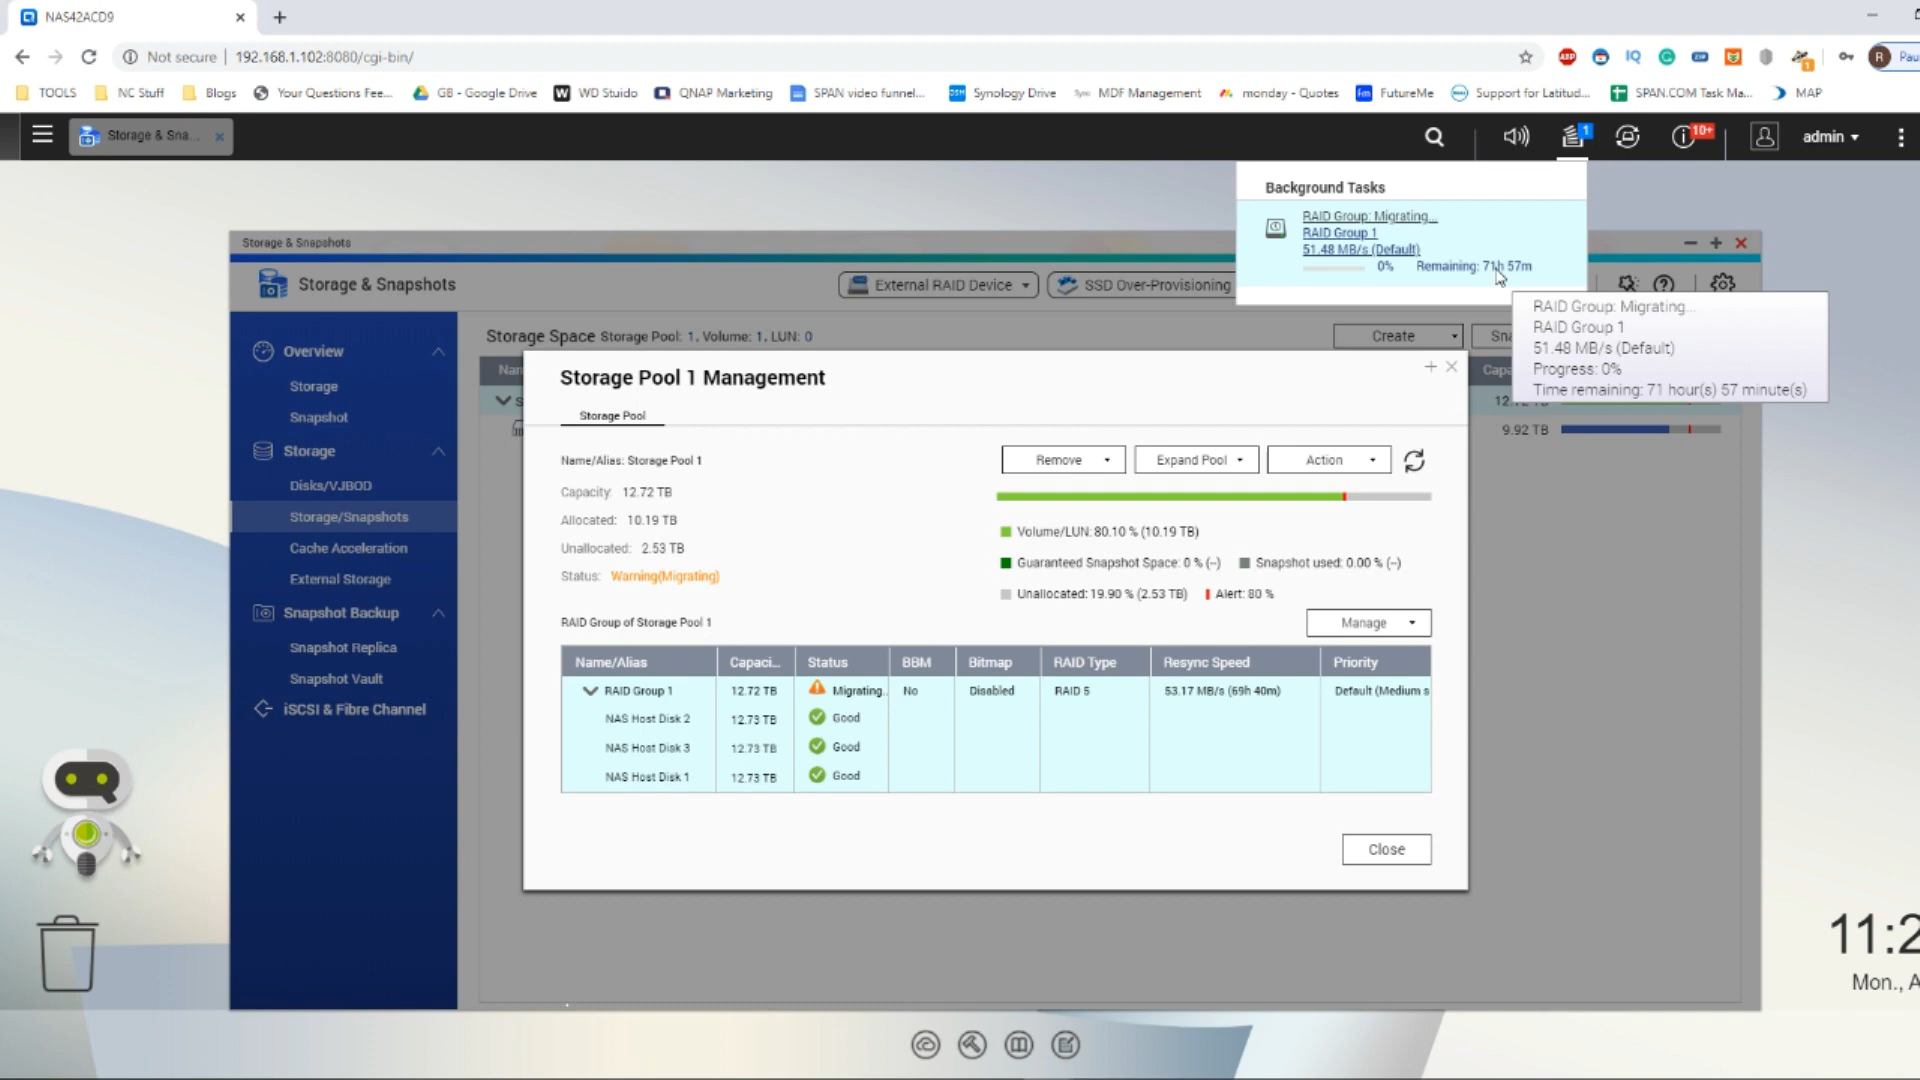 NAS42ACD9
Not secure | 192.168.1.102:8080/cgi-bin/
ABP
IQ
1
R
Pau
TOOLS
NC Stuff
Blogs
Your Questions Fee...
GB - Google Drive
WD Stuido
QNAP Marketing
SPAN video funnel...
Synology Drive
MDF Management
monday - Quotes
FutureMe
Support for Latitud...
SPAN.COM Task Ma...
MAP
Storage & Sna...
1
10+
admin
Background Tasks
RAID Group: Migrating...
RAID Group 1
51.48 MB/s (Default)
0% Remaining: 71h 57m
RAID Group: Migrating...
RAID Group 1
51.48 MB/s (Default)
Progress: 0%
Time remaining: 71 hour(s) 57 minute(s)
Storage & Snapshots
Storage & Snapshots
External RAID Device
SSD Over-Provisioning
Overview
Storage
Snapshot
Storage
Disks/VJBOD
Storage/Snapshots
Cache Acceleration
External Storage
Snapshot Backup
Snapshot Replica
Snapshot Vault
iSCSI & Fibre Channel
Storage Space Storage Pool: 1, Volume: 1, LUN: 0
Create
Sna
Nam
Capa
9.92 TB
Storage Pool 1 Management
Storage Pool
Name/Alias: Storage Pool 1
Remove
Expand Pool
Action
Capacity: 12.72 TB
Allocated: 10.19 TB
Unallocated: 2.53 TB
Status: Warning(Migrating)
Volume/LUN: 80.10 % (10.19 TB)
Guaranteed Snapshot Space: 0 % (--)
Snapshot used: 0.00 % (--)
Unallocated: 19.90 % (2.53 TB)
Alert: 80 %
RAID Group of Storage Pool 1
Manage
Name/Alias Capaci... Status BBM Bitmap RAID Type Resync Speed Priority
RAID Group 1 12.72 TB Migrating.. No Disabled RAID 5 53.17 MB/s (69h 40m) Default (Medium s
NAS Host Disk 2 12.73 TB Good
NAS Host Disk 3 12.73 TB Good
NAS Host Disk 1 12.73 TB Good
Close
11:2
Mon., A